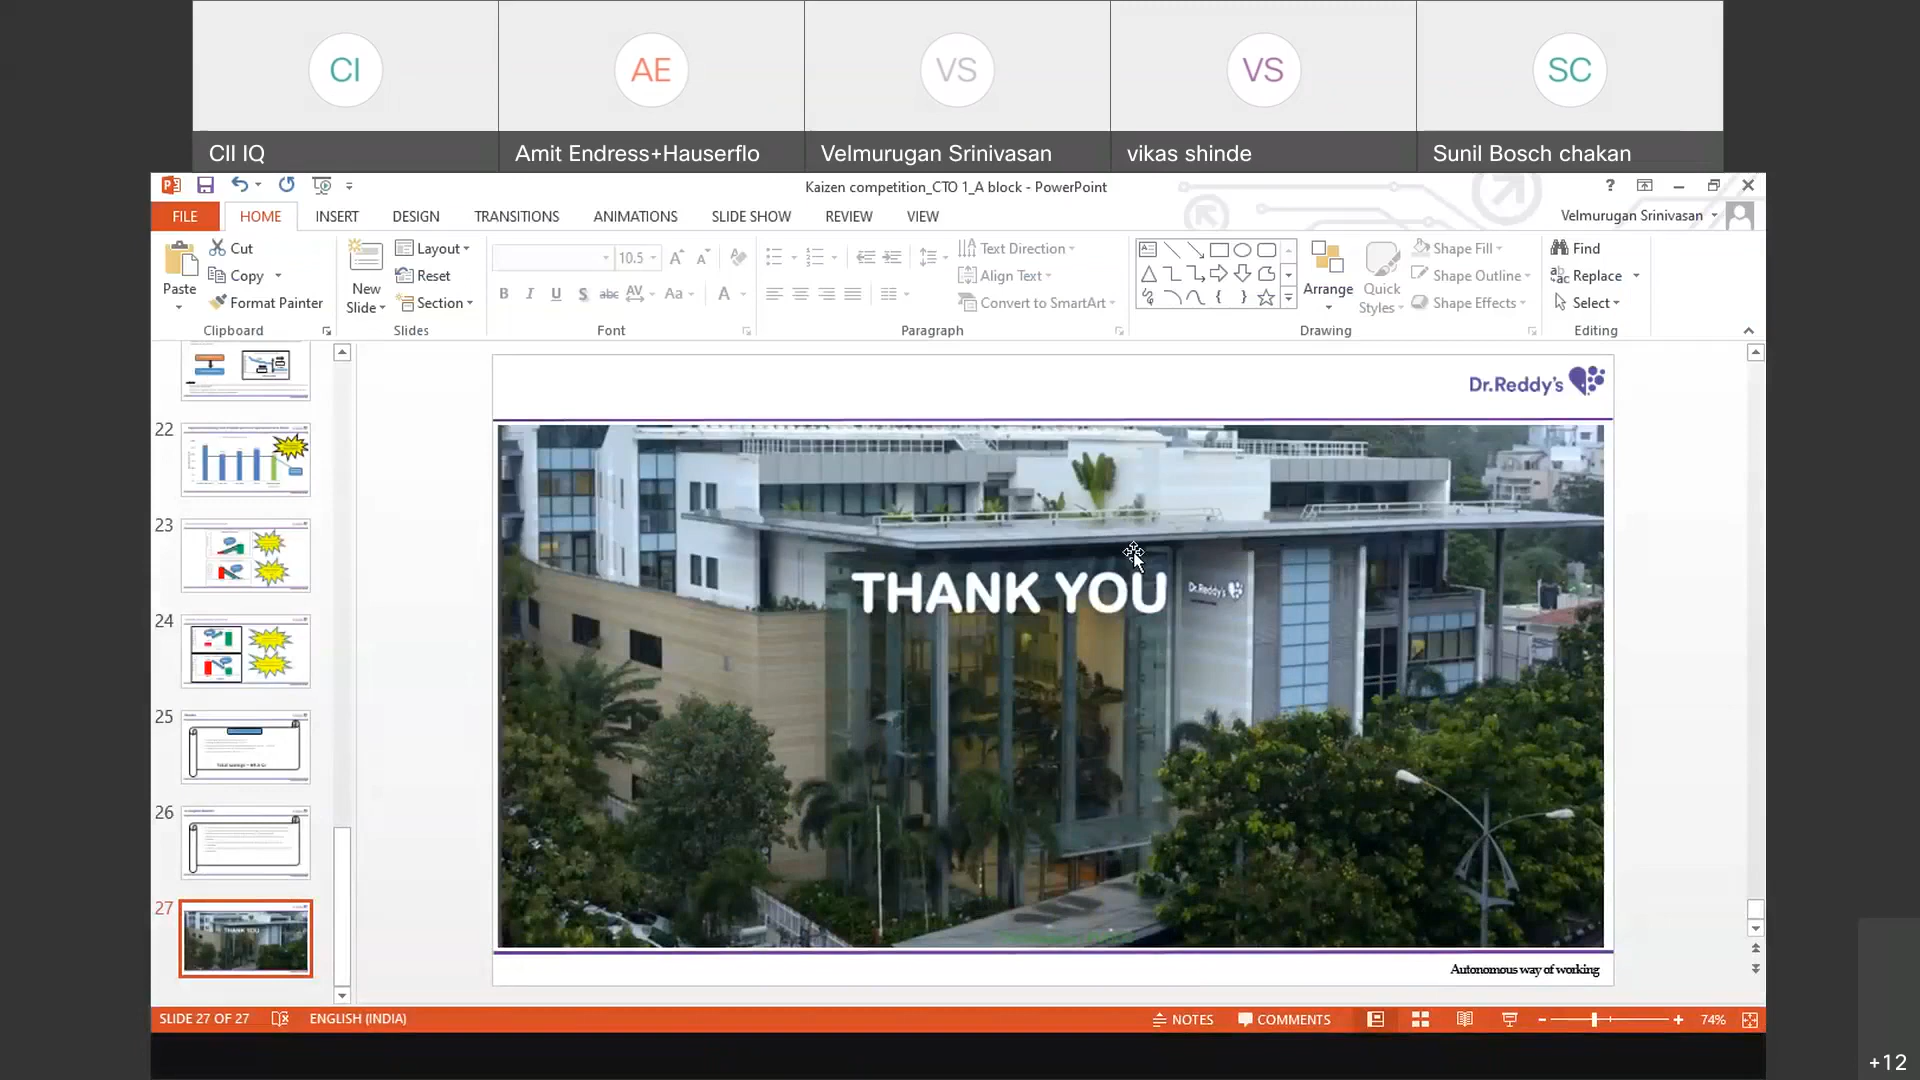 CI
AE
VS
VS
SC
CII IQ
Amit Endress+Hauserflo
Velmurugan Srinivasan
vikas shinde
Sunil Bosch chakan
Kaizen competition_CTO 1_A block - PowerPoint
?
FILE
HOME
INSERT
DESIGN
TRANSITIONS
ANIMATIONS
SLIDE SHOW
REVIEW
VIEW
Velmurugan Srinivasan
Paste
Cut
Copy
Format Painter
Clipboard
New
Slide
Layout
Reset
Section
Slides
10.5
B I U S abc AV Aa A
Font
Text Direction
Align Text
Convert to SmartArt
Paragraph
Arrange
Quick
Styles
Shape Fill
Shape Outline
Shape Effects
Drawing
Find
Replace
Select
Editing
22
23
24
25
26
27
THANK YOU
Dr.Reddy's
THANK YOU
Dr.Reddy's
Autonomous way of working
SLIDE 27 OF 27
ENGLISH (INDIA)
NOTES
COMMENTS
74%
+12